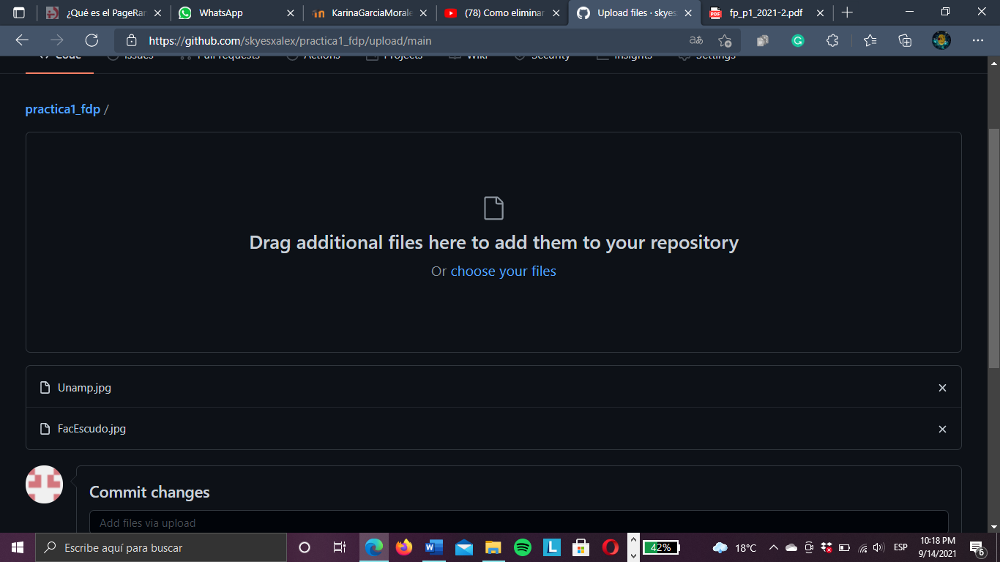 ¿Qué es el PageRan
WhatsApp
KarinaGarciaMorale
(78) Como eliminar
Upload files · skyes
PDF
fp_p1_2021-2.pdf
https://github.com/skyesxalex/practica1_fdp/upload/main
Code
Issues
Pull requests
Actions
Projects
Wiki
Security
Insights
Settings
practica1_fdp /
Drag additional files here to add them to your repository
Or choose your files
Unamp.jpg
FacEscudo.jpg
Commit changes
Add files via upload
Escribe aquí para buscar
42%
18°C
ESP
10:18 PM
9/14/2021
6